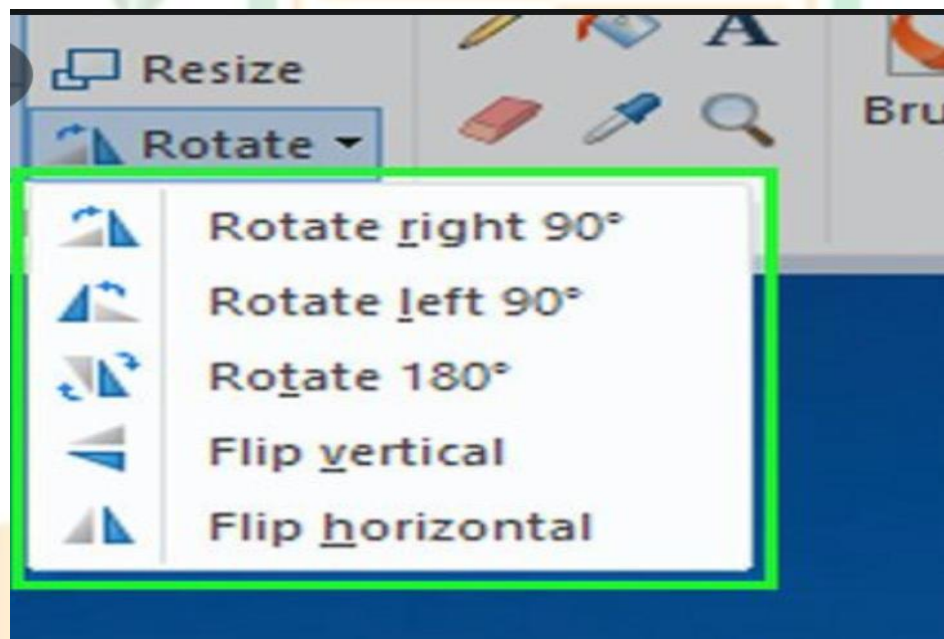 Resize
Rotate
Bru
Rotate right 90°
Rotate left 90°
Rotate 180°
Flip vertical
Flip horizontal